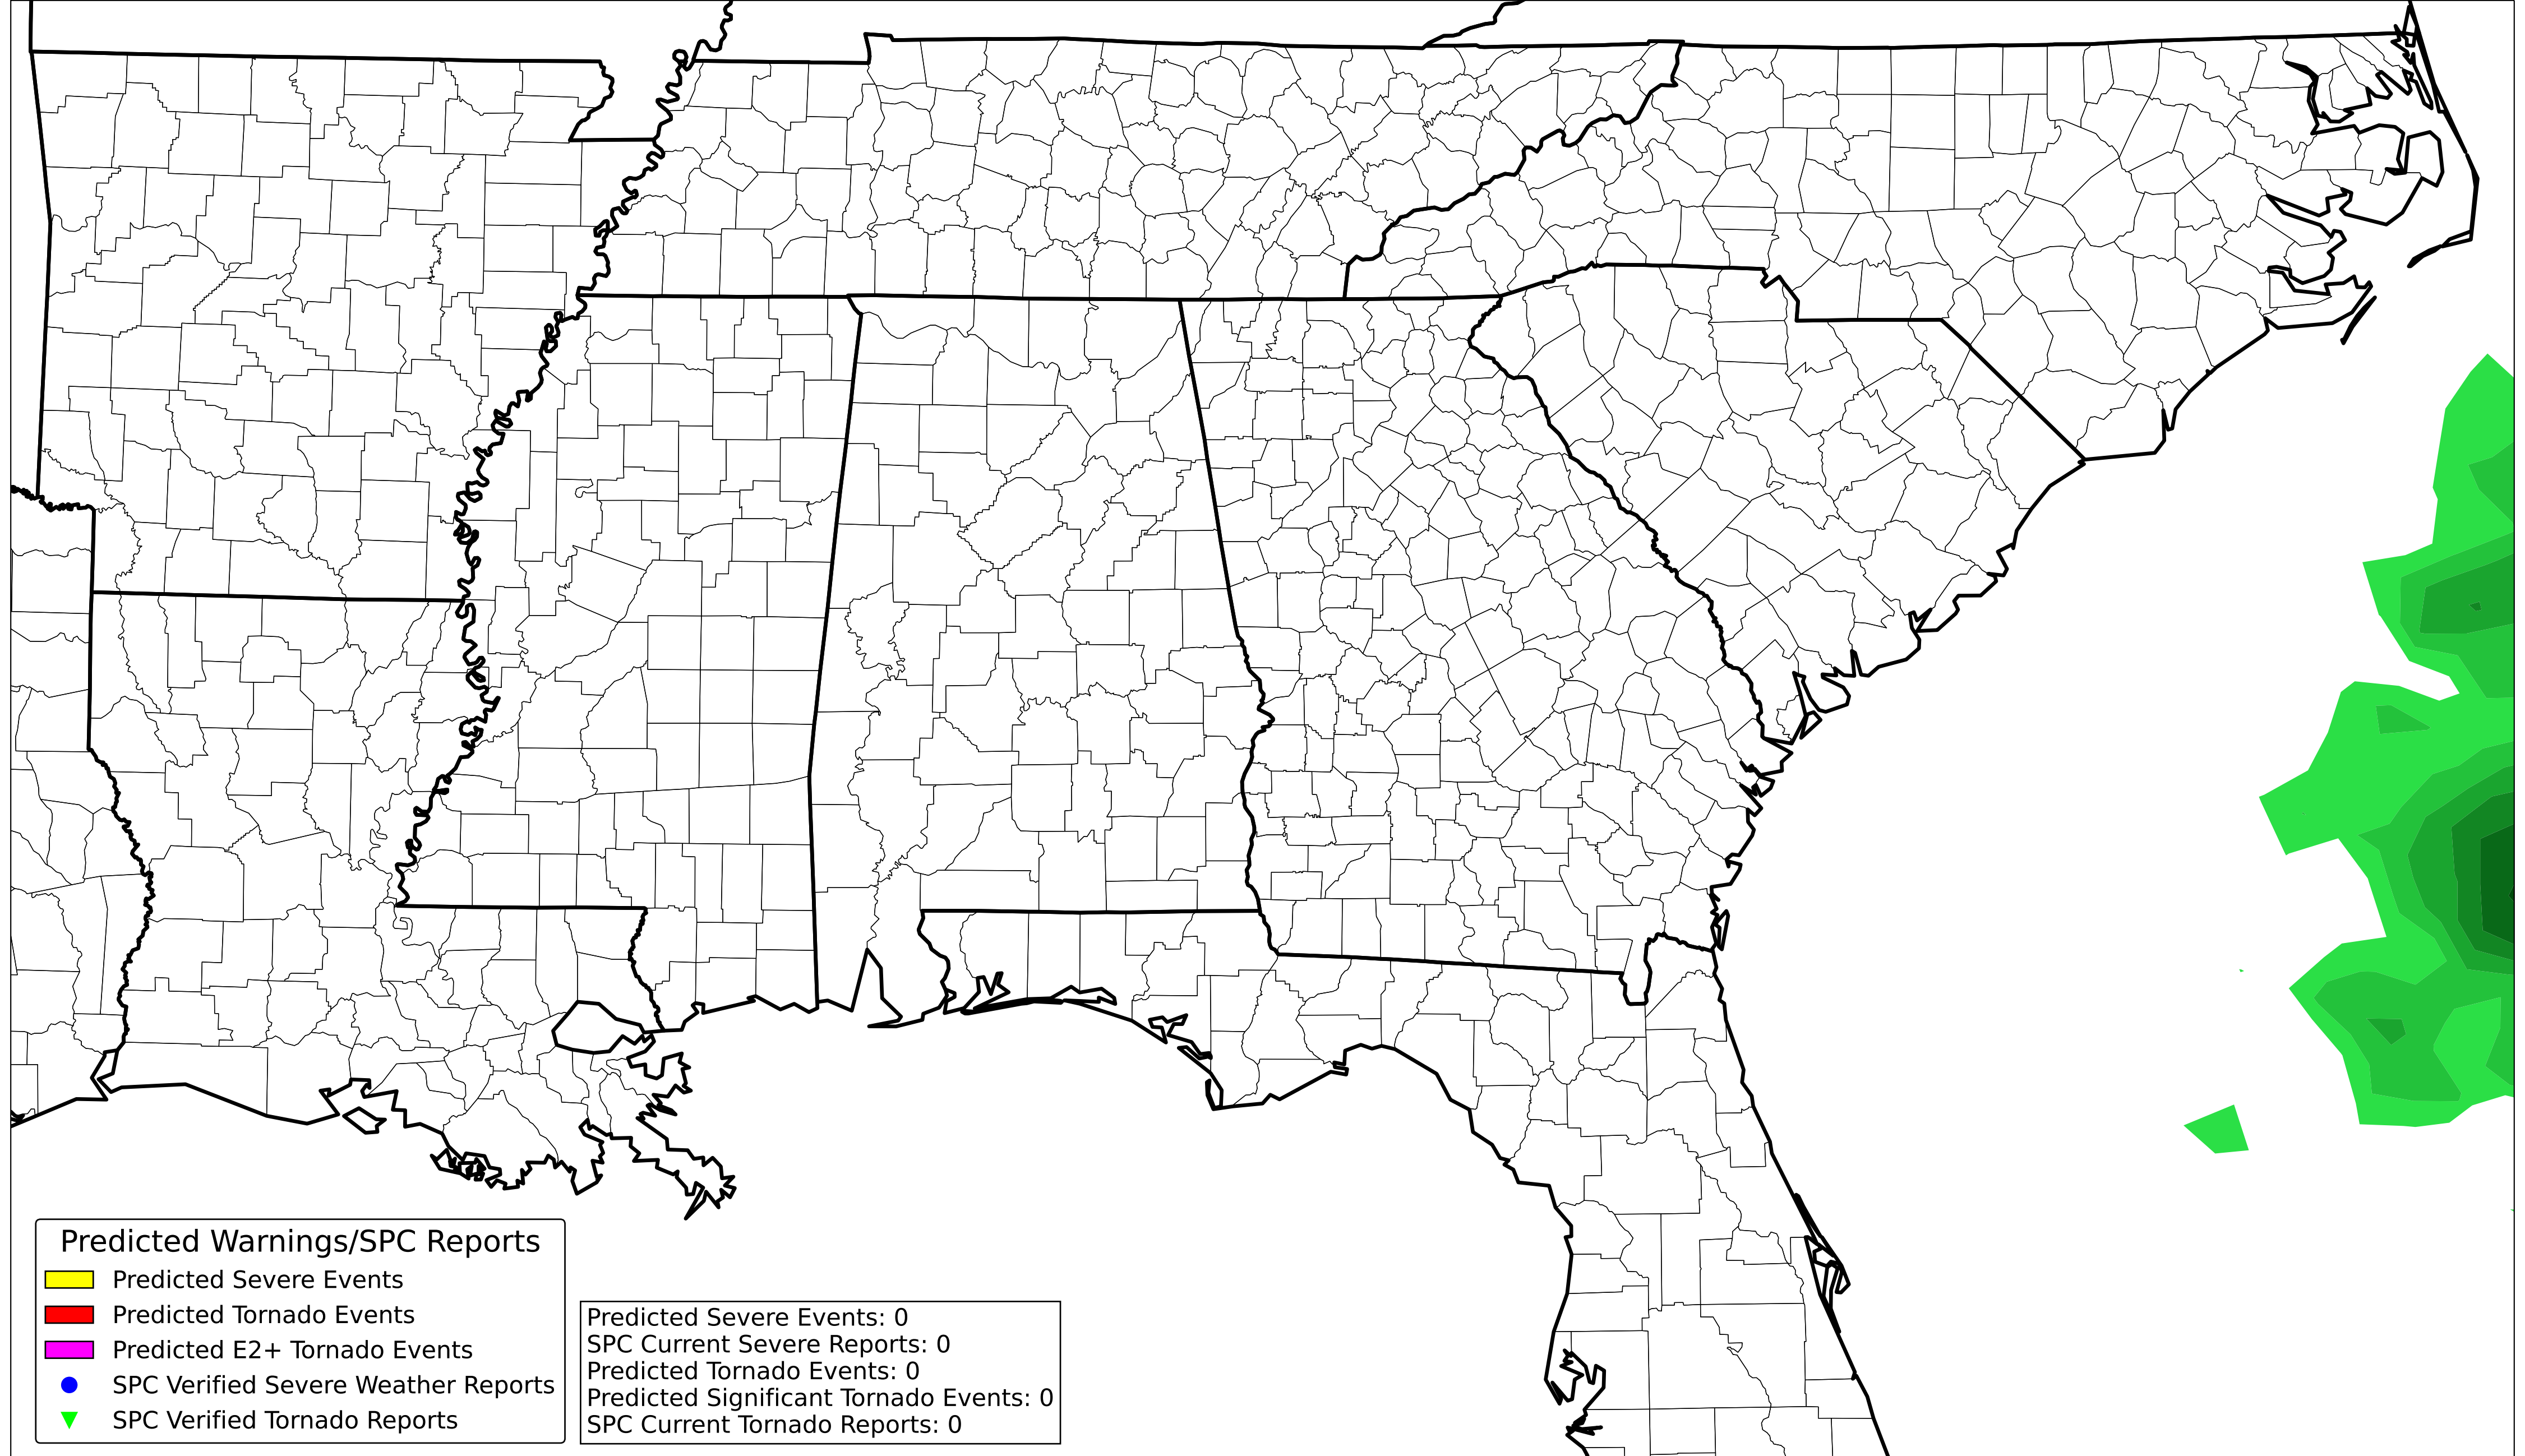 Predicted Warnings/SPC Reports
Predicted Severe Events
Predicted Tornado Events
Predicted E2+ Tornado Events
SPC Verified Severe Weather Reports
SPC Verified Tornado Reports
Predicted Severe Events: 0
SPC Current Severe Reports: 0
Predicted Tornado Events: 0
Predicted Significant Tornado Events: 0
SPC Current Tornado Reports: 0